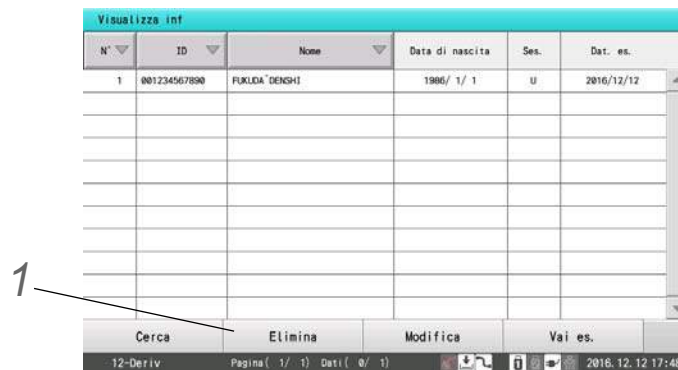 Visualizza inf
N° ID Nome Data di nascita Ses. Dat. es.
1 001234567890 FUKUDA DENSHI 1986/ 1/ 1 U 2016/12/12
1
Cerca Elimina Modifica Vai es.
12-Deriv Pagina( 1/ 1) Dati( 0/ 1) 2016.12.12 17:48